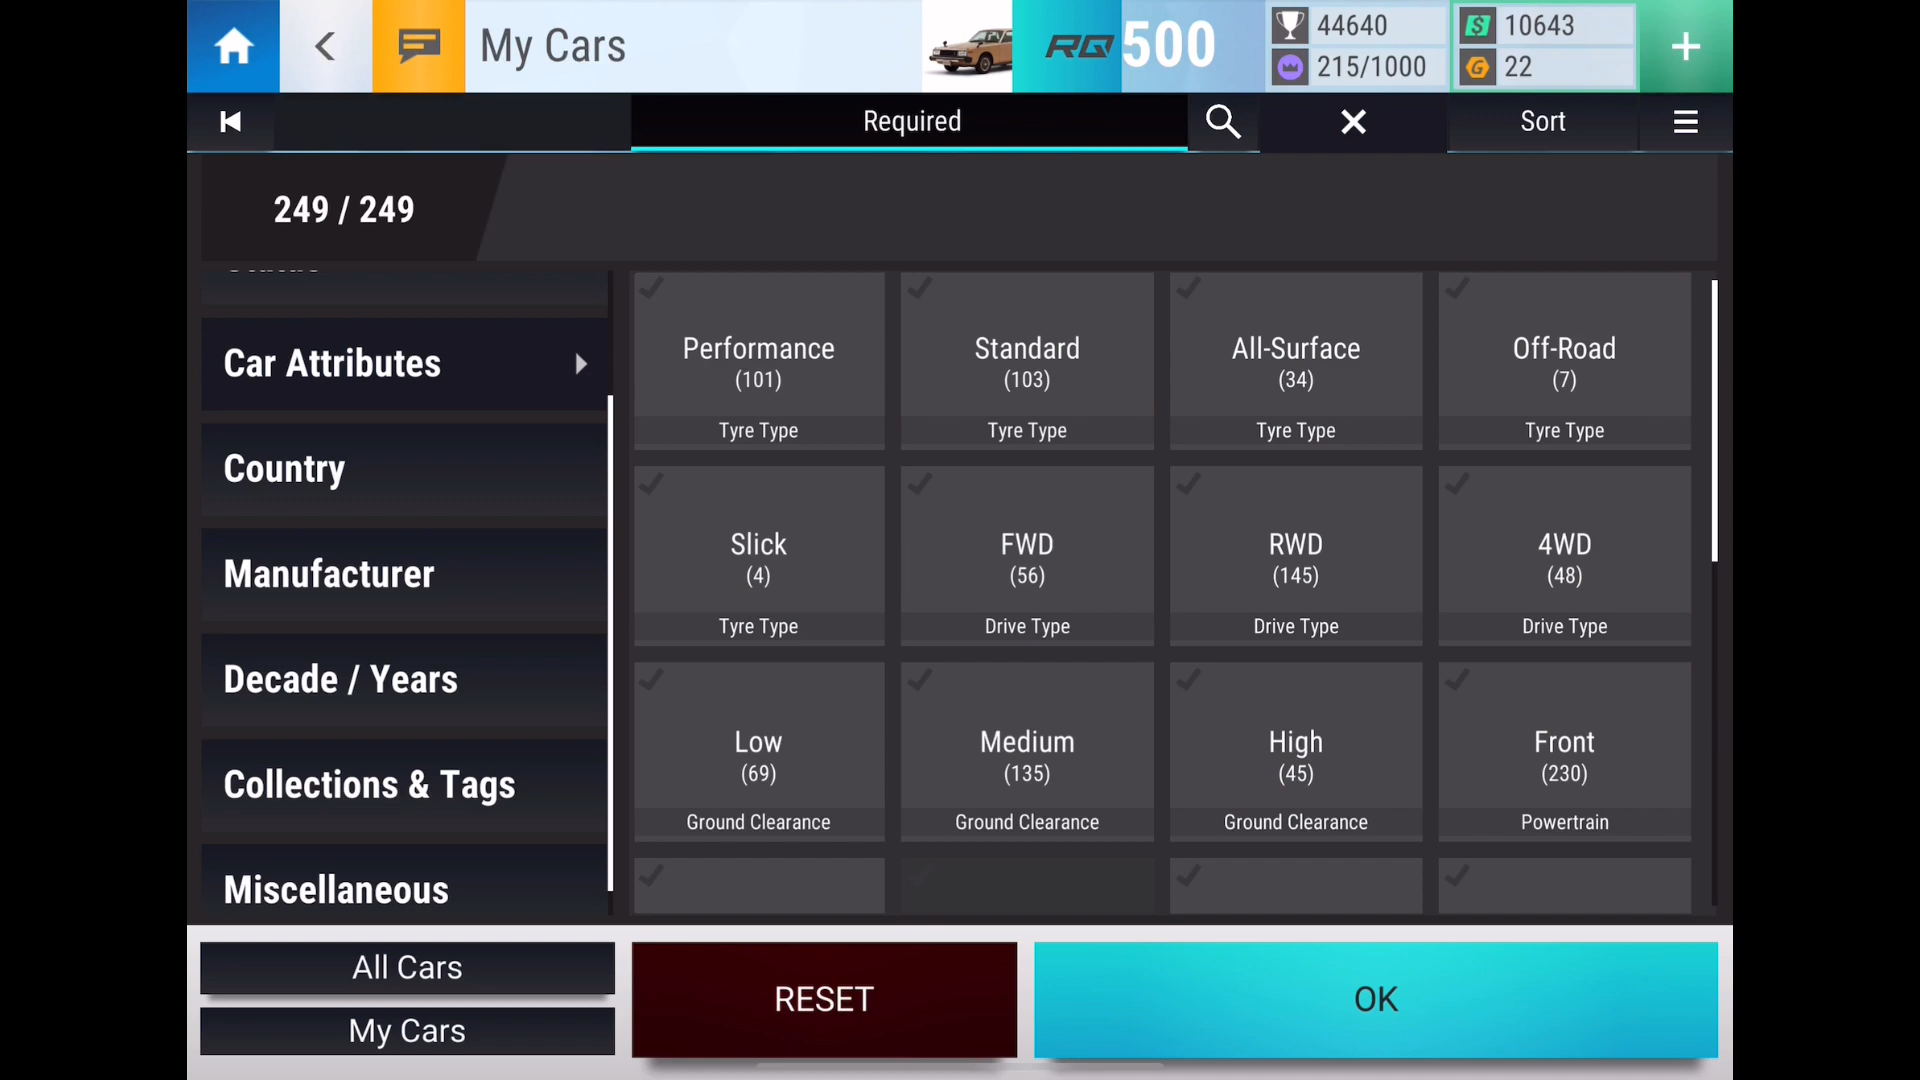 My Cars
RQ 500
44640
215/1000
10643
22
Required
Sort
249 / 249
Car Attributes
Country
Manufacturer
Decade / Years
Collections & Tags
Miscellaneous
Performance
(101)
Tyre Type
Standard
(103)
Tyre Type
All-Surface
(34)
Tyre Type
Off-Road
(7)
Tyre Type
Slick
(4)
Tyre Type
FWD
(56)
Drive Type
RWD
(145)
Drive Type
4WD
(48)
Drive Type
Low
(69)
Ground Clearance
Medium
(135)
Ground Clearance
High
(45)
Ground Clearance
Front
(230)
Powertrain
All Cars
My Cars
RESET
OK